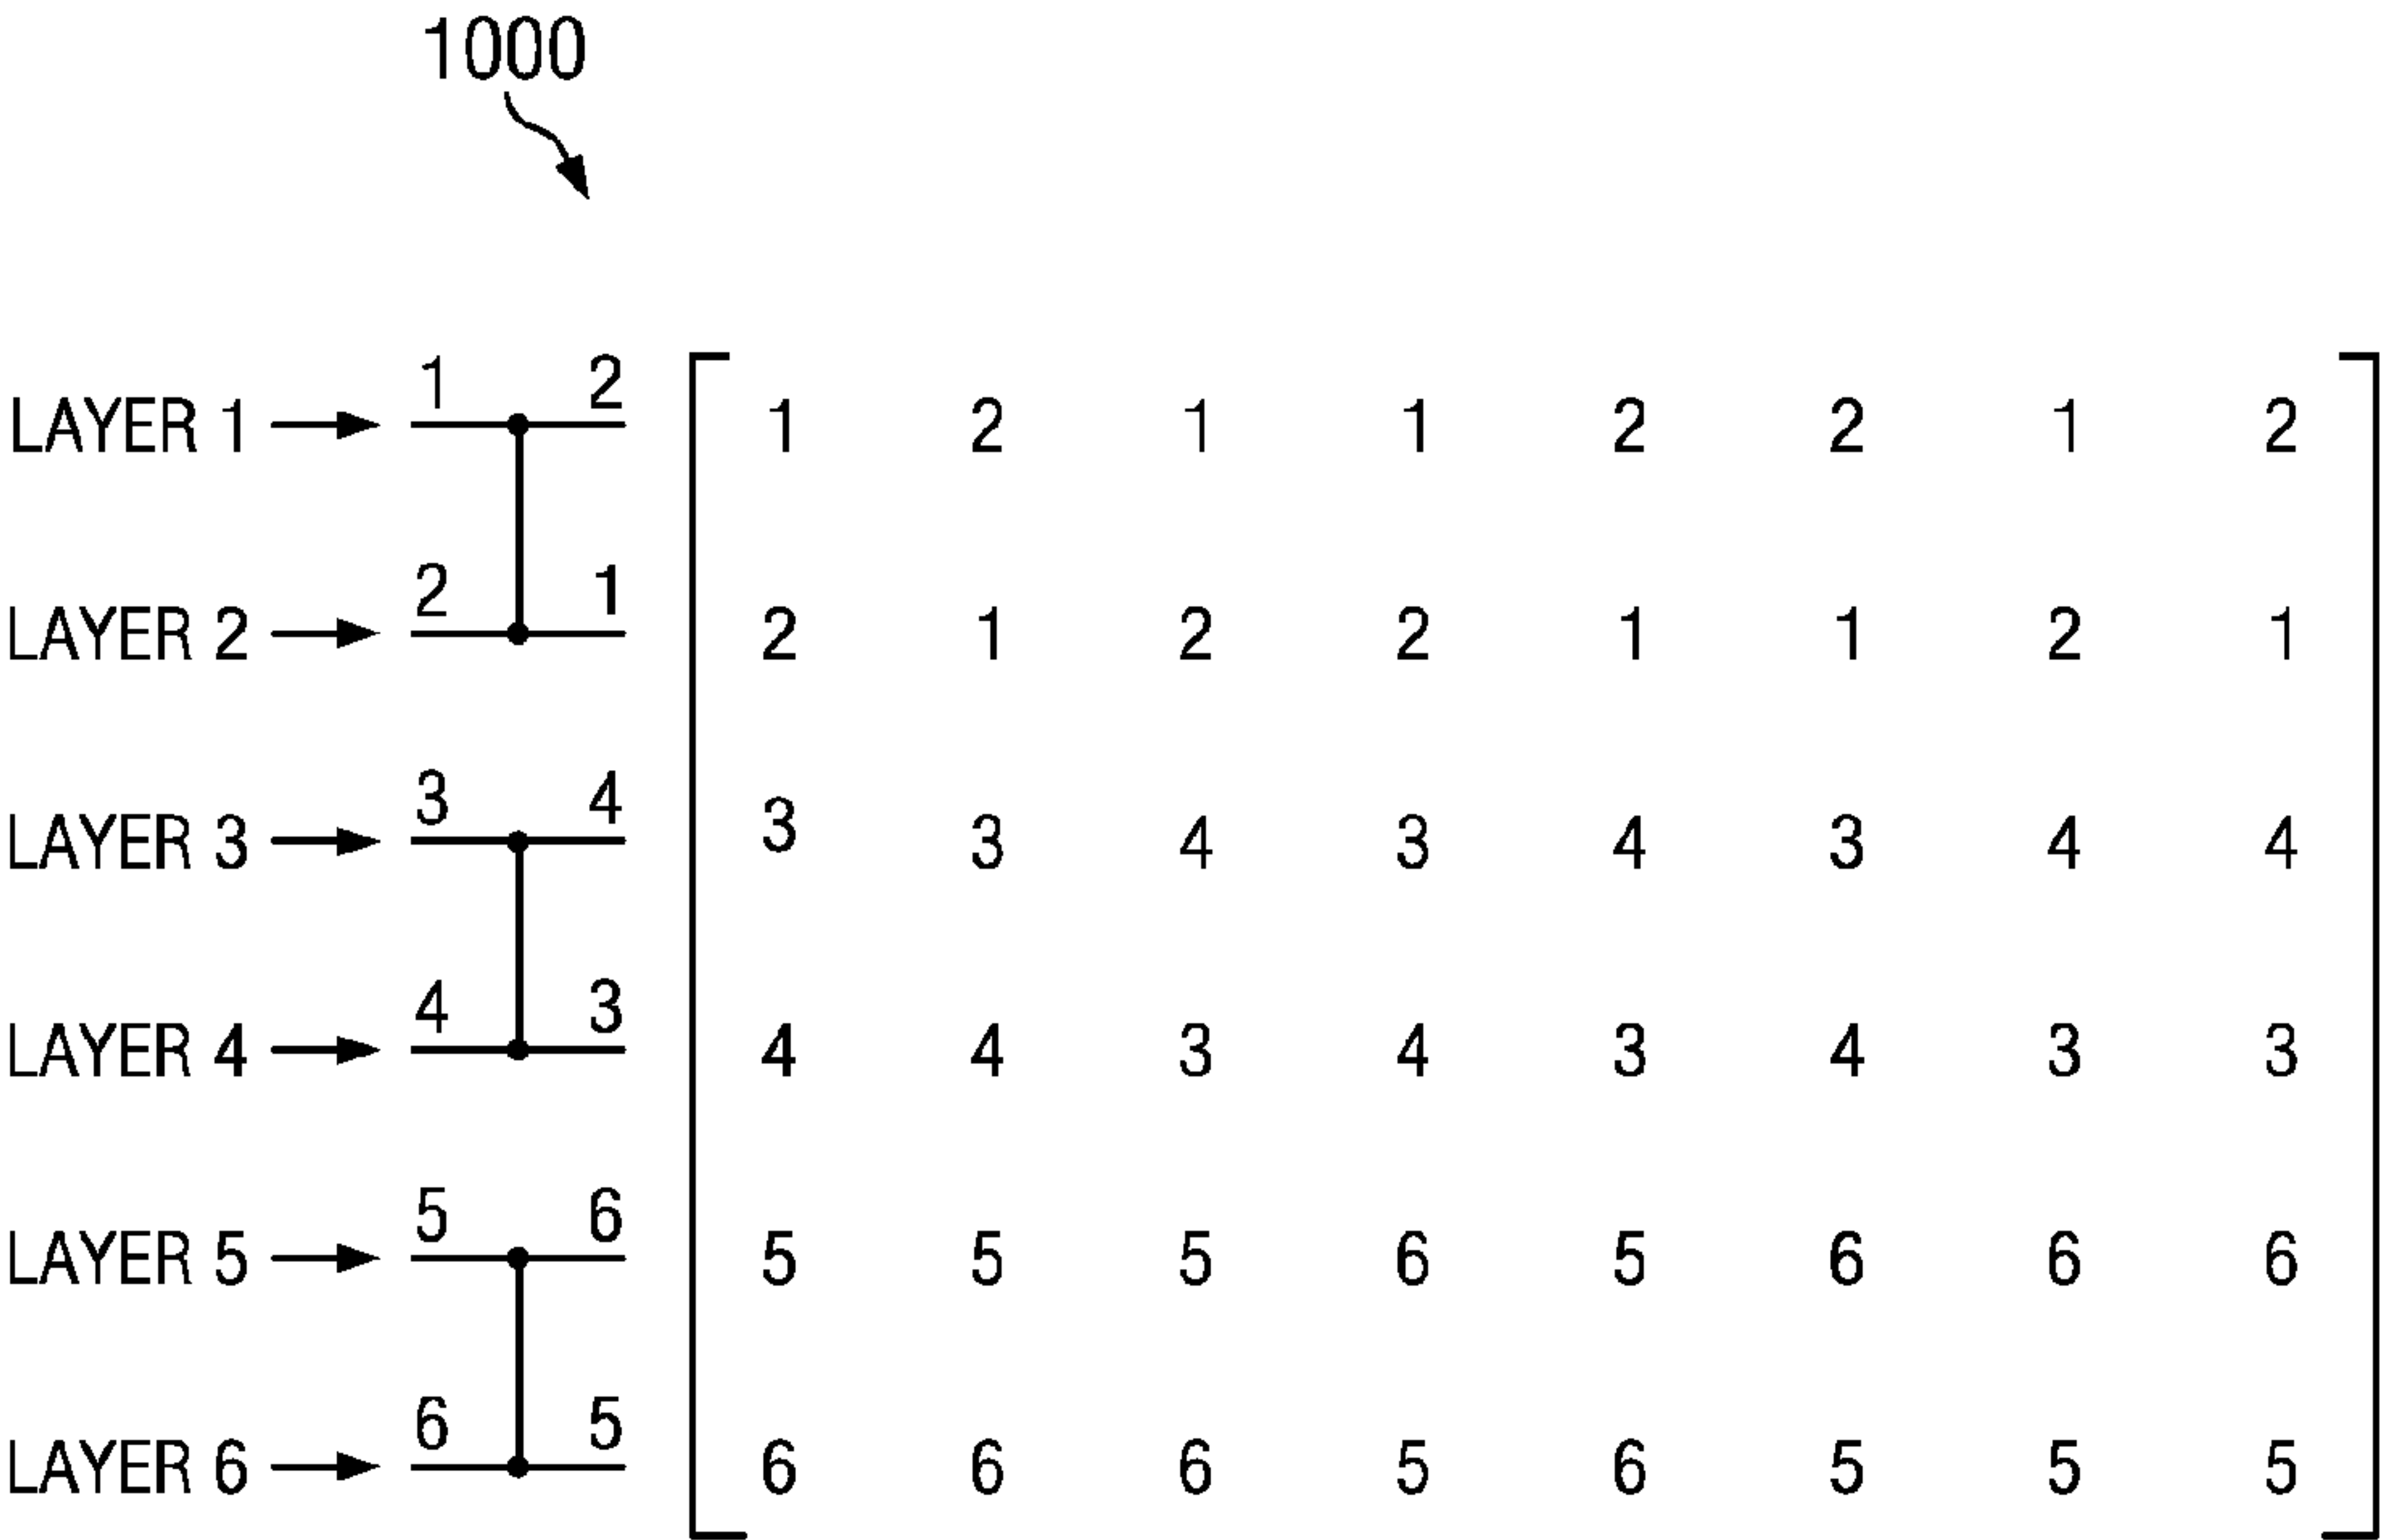 1000
LAYER 1 1 2 1 2 1 1 2 2 1 2
LAYER 2 2 1 2 1 2 2 1 1 2 1
LAYER 3 3 4 3 3 4 3 4 3 4 4
LAYER 4 4 3 4 4 3 4 3 4 3 3
LAYER 5 5 6 5 5 5 6 5 6 6 6
LAYER 6 6 5 6 6 6 5 6 5 5 5